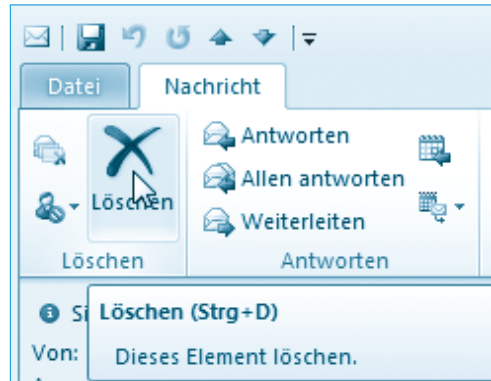 Datei Nachricht
Löschen
Antworten
Allen antworten
Weiterleiten
Löschen Antworten
Löschen (Strg+D)
Von: Dieses Element löschen.